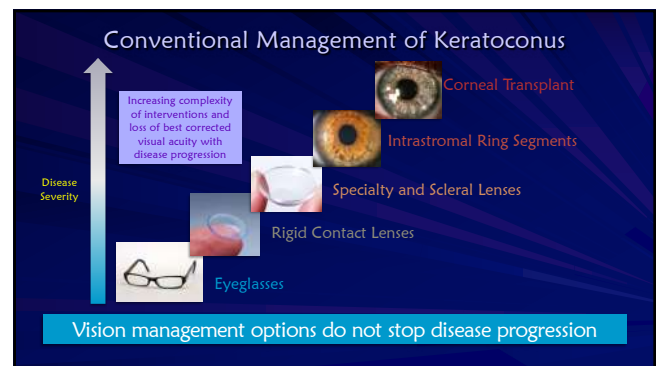 Conventional Management of Keratoconus
Corneal Transplant
Increasing complexity
of interventions and
loss of best corrected
visual acuity with
disease progression
Intrastromal Ring Segments
Disease
Severity
Specialty and Scleral Lenses
Rigid Contact Lenses
Eyeglasses
Vision management options do not stop disease progression